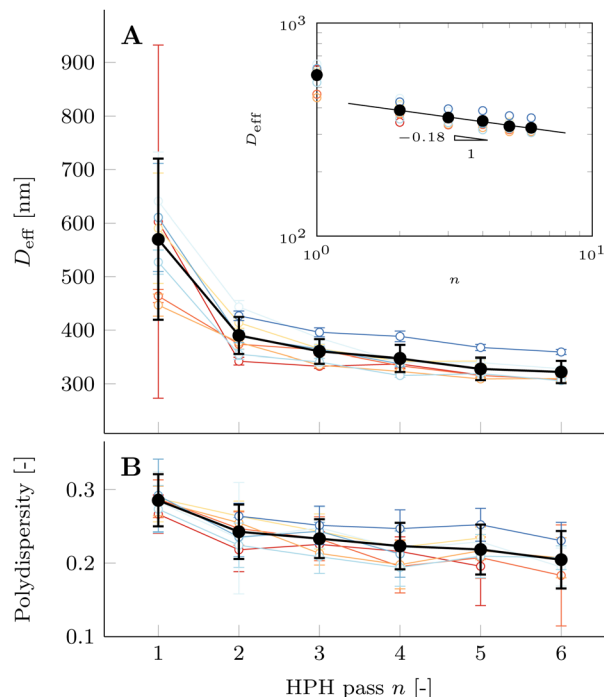 A
900
800
700
600
500
400
300
D_eff [nm]
10^3
D_eff
−0.18
1
10^2
10^0
10^1
n
B
0.3
0.2
0.1
Polydispersity [-]
1 2 3 4 5 6
HPH pass n [-]